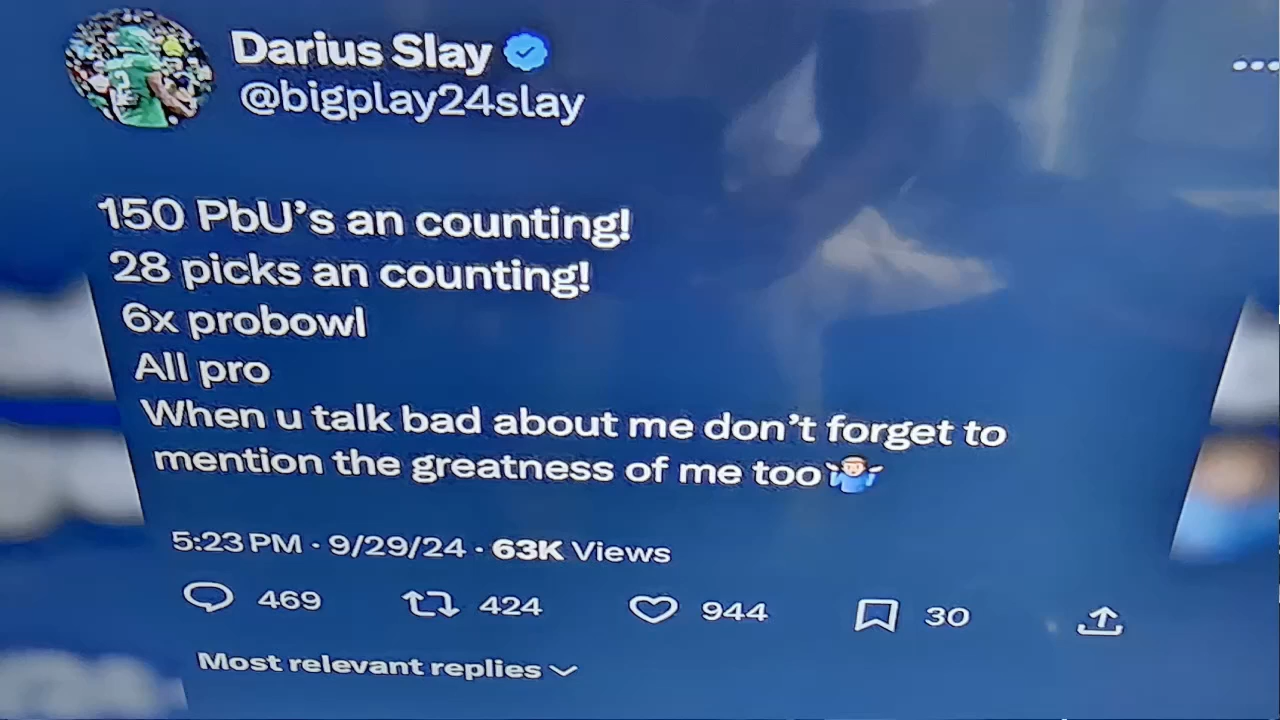 Darius Slay
@bigplay24slay
150 PbU's an counting!
28 picks an counting!
6x probowl
All pro
When u talk bad about me don't forget to
mention the greatness of me too🤷🏻‍♂️
5:23 PM · 9/29/24 · 63K Views
469 424 944 30
Most relevant replies